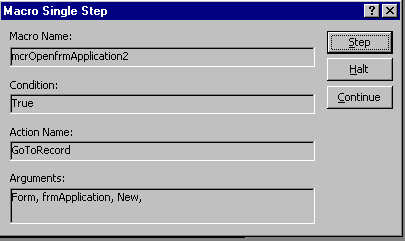 Macro Single Step
Macro Name:
mcrOpenfrmApplication2
Step
Halt
Condition:
True
Continue
Action Name:
GoToRecord
Arguments:
Form, frmApplication, New,